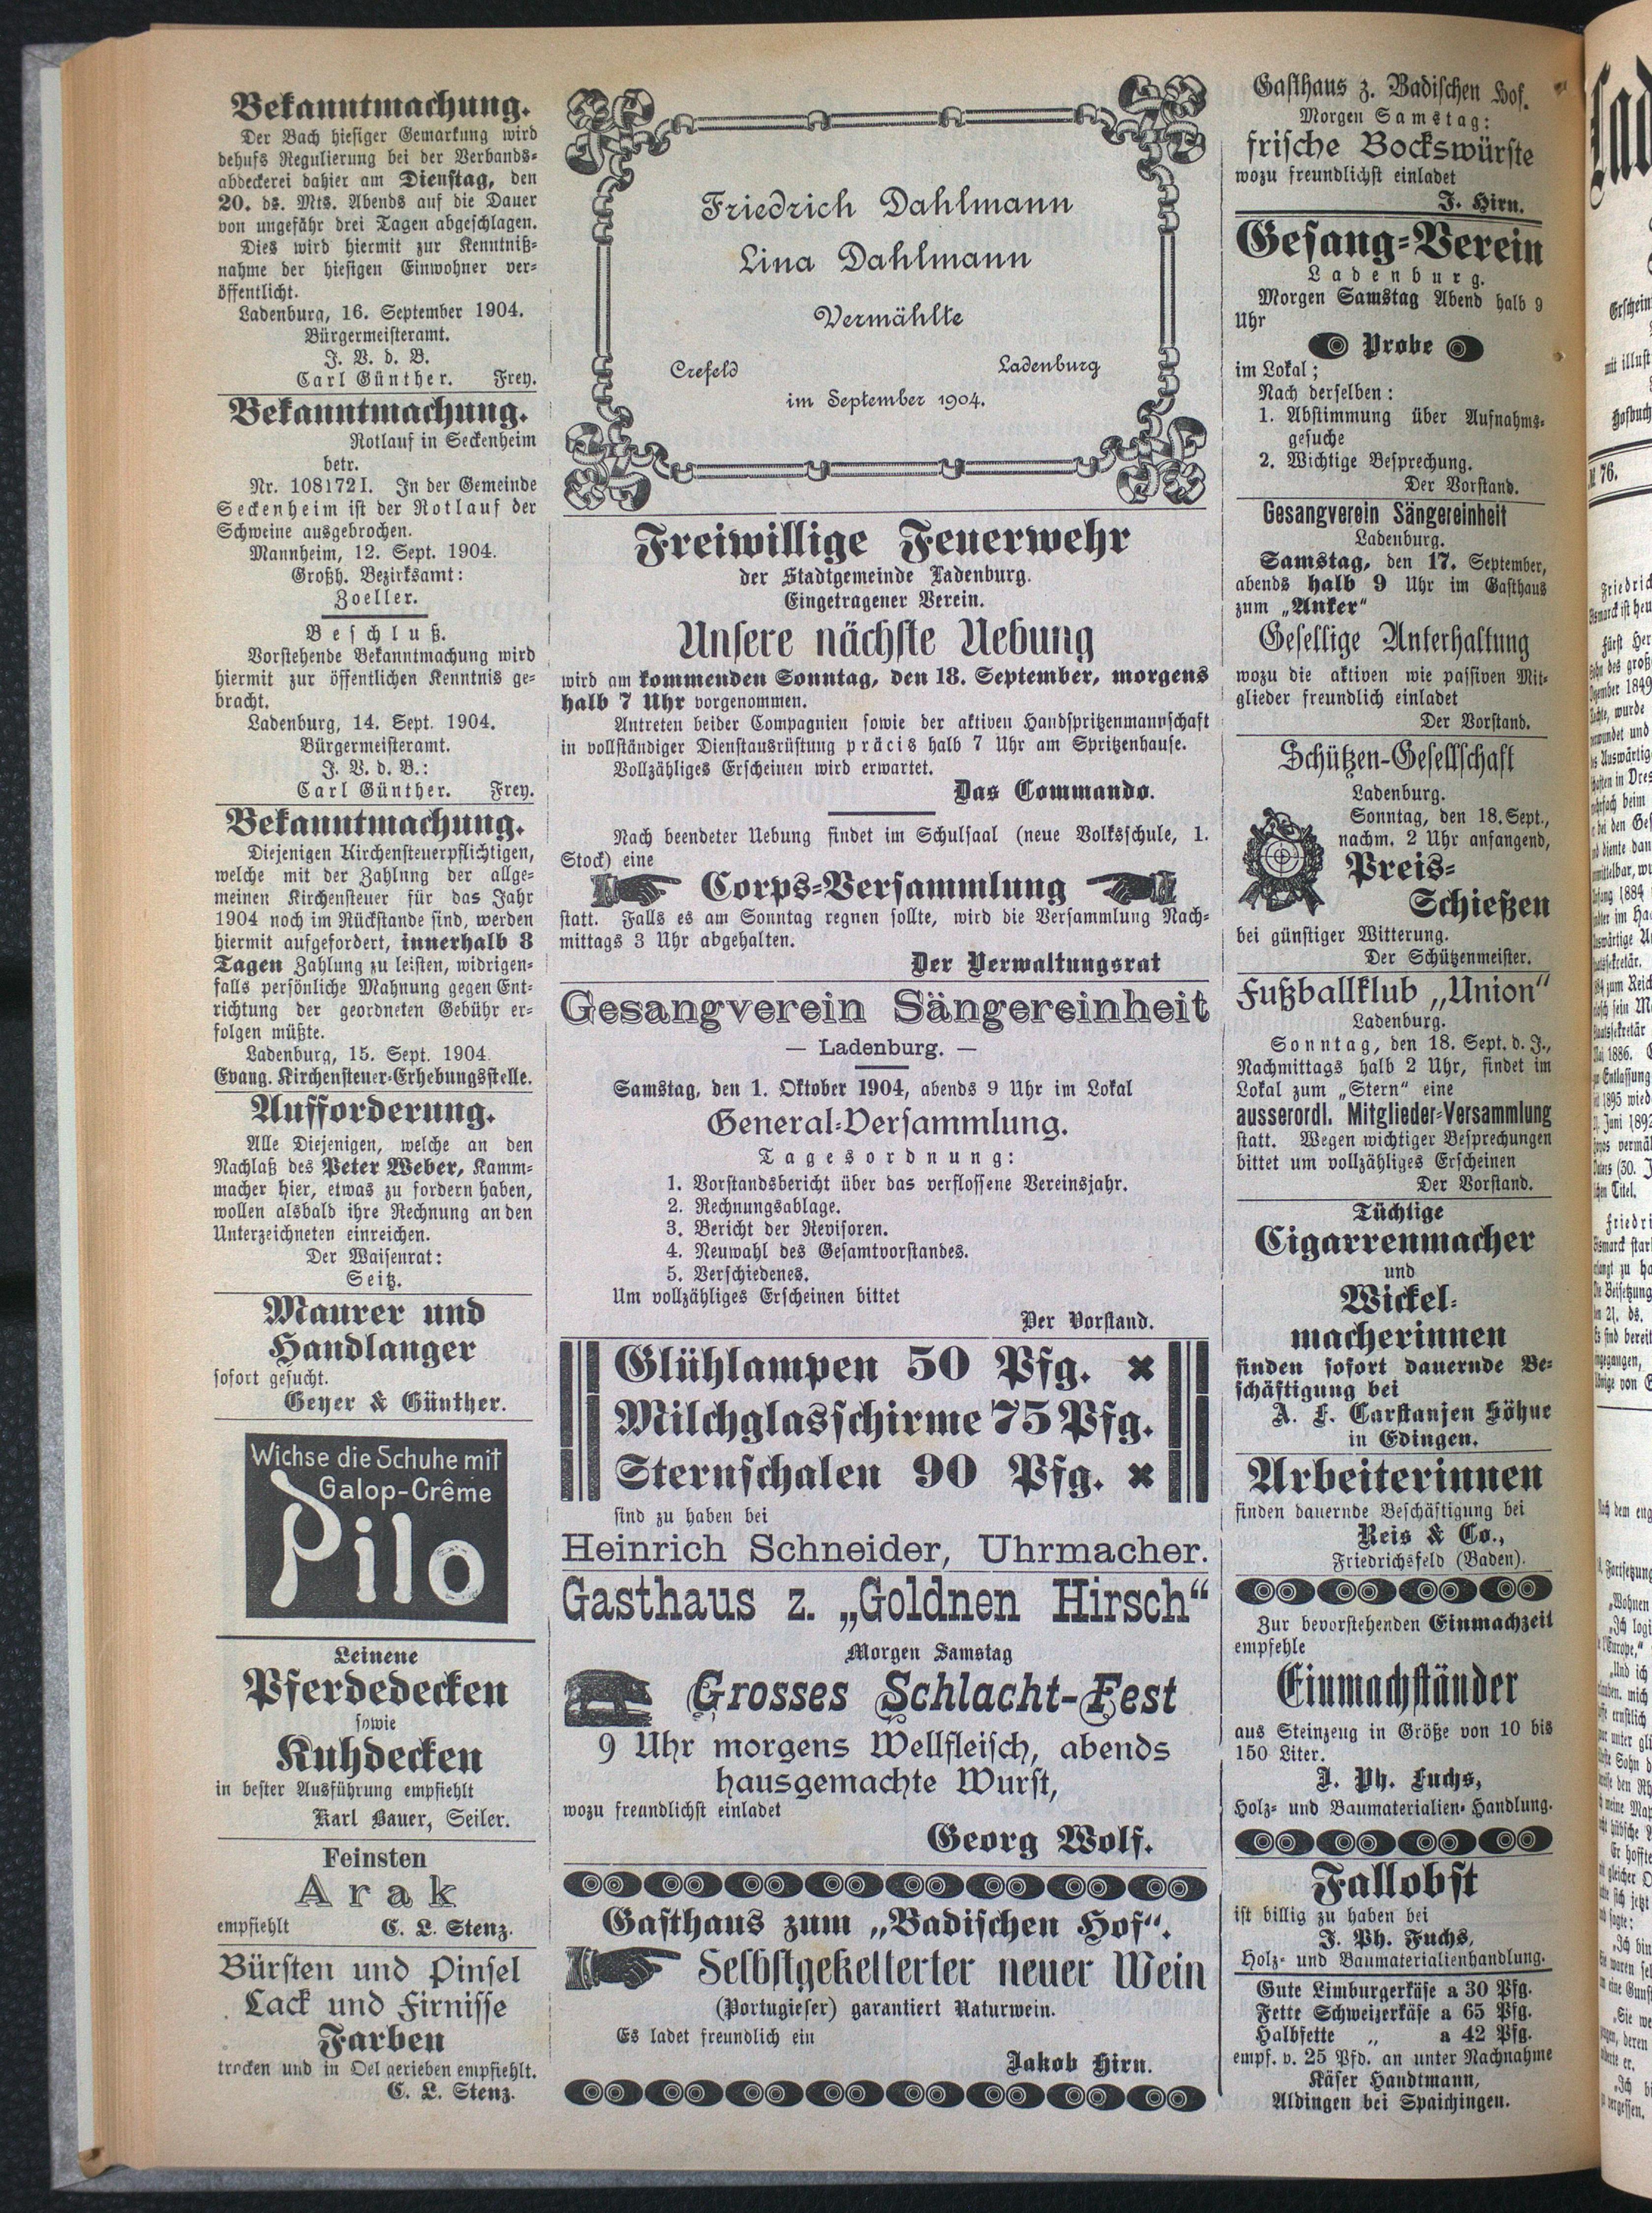 Bekanntmachung.
Der Bach hiesiger Gemarkung wird
behufs Regulierung bei der Verbands-
abdeckerei dahier am Dienstag, den
20. ds. Mts. Abends auf die Dauer
von ungefähr drei Tagen abgeschlagen.
Dies wird hiermit zur Kenntniß-
nahme der hiesigen Einwohner ver-
öffentlicht.
Ladenburg, 16. September 1904.
Bürgermeisteramt.
J. V. d. B.
Carl Günther. Frey.
Bekanntmachung.
Rotlauf in Seckenheim
betr.
Nr. 108172 I. In der Gemeinde
Seckenheim ist der Rotlauf der
Schweine ausgebrochen.
Mannheim, 12. Sept. 1904.
Großh. Bezirksamt:
Zoeller.
Beschluß.
Vorstehende Bekanntmachung wird
hiermit zur öffentlichen Kenntnis ge-
bracht.
Ladenburg, 14. Sept. 1904.
Bürgermeisteramt.
J. V. d. B.:
Carl Günther. Frey.
Bekanntmachung.
Diejenigen Kirchensteuerpflichtigen,
welche mit der Zahlung der allge-
meinen Kirchensteuer für das Jahr
1904 noch im Rückstande sind, werden
hiermit aufgefordert, innerhalb 8
Tagen Zahlung zu leisten, widrigen-
falls persönliche Mahnung gegen Ent-
richtung der geordneten Gebühr er-
folgen müßte.
Ladenburg, 15. Sept. 1904.
Evang. Kirchensteuer-Erhebungsstelle.
Aufforderung.
Alle Diejenigen, welche an den
Nachlaß des Peter Weber, Kamm-
macher hier, etwas zu fordern haben,
wollen alsbald ihre Rechnung an den
Unterzeichneten einreichen.
Der Waisenrat:
Seitz.
Maurer und
Handlanger
sofort gesucht.
Geyer & Günther.
Wichse die Schuhe mit
Galop-Crême
Pilo
Leinene
Pferdedecken
sowie
Kuhdecken
in bester Ausführung empfiehlt
Karl Bauer, Seiler.
Feinsten
Arak
empfiehlt C. L. Stenz.
Bürsten und Pinsel
Lack und Firnisse
Farben
trocken und in Oel gerieben empfiehlt.
C. L. Stenz.
Friedrich Dahlmann
Lina Dahlmann
Vermählte
Crefeld Ladenburg
im September 1904.
Freiwillige Feuerwehr
der Stadtgemeinde Ladenburg.
Eingetragener Verein.
Unsere nächste Uebung
wird am kommenden Sonntag, den 18. September, morgens
halb 7 Uhr vorgenommen.
Antreten beider Compagnien sowie der aktiven Handspritzenmannschaft
in vollständiger Dienstausrüstung präcis halb 7 Uhr am Spritzenhause.
Vollzähliges Erscheinen wird erwartet.
Das Commando.
Nach beendeter Uebung findet im Schulsaal (neue Volksschule, 1.
Stock) eine
Corps-Versammlung
statt. Falls es am Sonntag regnen sollte, wird die Versammlung Nach-
mittags 3 Uhr abgehalten.
Der Verwaltungsrat
Gesangverein Sängereinheit
— Ladenburg. —
Samstag, den 1. Oktober 1904, abends 9 Uhr im Lokal
General-Versammlung.
Tagesordnung:
1. Vorstandsbericht über das verflossene Vereinsjahr.
2. Rechnungsablage.
3. Bericht der Revisoren.
4. Neuwahl des Gesamtvorstandes.
5. Verschiedenes.
Um vollzähliges Erscheinen bittet
Der Vorstand.
Glühlampen 50 Pfg. ✖
Milchglasschirme 75 Pfg.
Sternschalen 90 Pfg. ✖
sind zu haben bei
Heinrich Schneider, Uhrmacher.
Gasthaus z. „Goldnen Hirsch“
Morgen Samstag
Grosses Schlacht-Fest
9 Uhr morgens Wellfleisch, abends
hausgemachte Wurst,
wozu freundlichst einladet
Georg Wolf.
Gasthaus zum „Badischen Hof“.
Selbstgekelterter neuer Wein
(Portugieser) garantiert Naturwein.
Es ladet freundlich ein
Jakob Hirn.
Gasthaus z. Badischen Hof.
Morgen Samstag:
frische Bockswürste
wozu freundlichst einladet
J. Hirn.
Gesang-Verein
Ladenburg.
Morgen Samstag Abend halb 9
Uhr
Probe
im Lokal;
Nach derselben:
1. Abstimmung über Aufnahms-
gesuche
2. Wichtige Besprechung.
Der Vorstand.
Gesangverein Sängereinheit
Ladenburg.
Samstag, den 17. September,
abends halb 9 Uhr im Gasthaus
zum „Anker“
Gesellige Unterhaltung
wozu die aktiven wie passiven Mit-
glieder freundlich einladet
Der Vorstand.
Schützen-Gesellschaft
Ladenburg.
Sonntag, den 18. Sept.,
nachm. 2 Uhr anfangend,
Preis-
Schießen
bei günstiger Witterung.
Der Schützenmeister.
Fußballklub „Union“
Ladenburg.
Sonntag, den 18. Sept. d. J.,
Nachmittags halb 2 Uhr, findet im
Lokal zum „Stern“ eine
ausserordl. Mitglieder-Versammlung
statt. Wegen wichtiger Besprechungen
bittet um vollzähliges Erscheinen
Der Vorstand.
Tüchtige
Cigarrenmacher
und
Wickel-
macherinnen
finden sofort dauernde Be-
schäftigung bei
A. F. Carstanjen Söhne
in Edingen.
Arbeiterinnen
finden dauernde Beschäftigung bei
Reis & Co.,
Friedrichsfeld (Baden).
Zur bevorstehenden Einmachzeit
empfehle
Einmachständer
aus Steinzeug in Größe von 10 bis
150 Liter.
J. Ph. Fuchs,
Holz- und Baumaterialien-Handlung.
Fallobst
ist billig zu haben bei
J. Ph. Fuchs,
Holz- und Baumaterialienhandlung.
Gute Limburgerkäse a 30 Pfg.
Fette Schweizerkäse a 65 Pfg.
Halbfette „ a 42 Pfg.
empf. v. 25 Pfd. an unter Nachnahme
Käser Handtmann,
Aldingen bei Spaichingen.
№ 76.